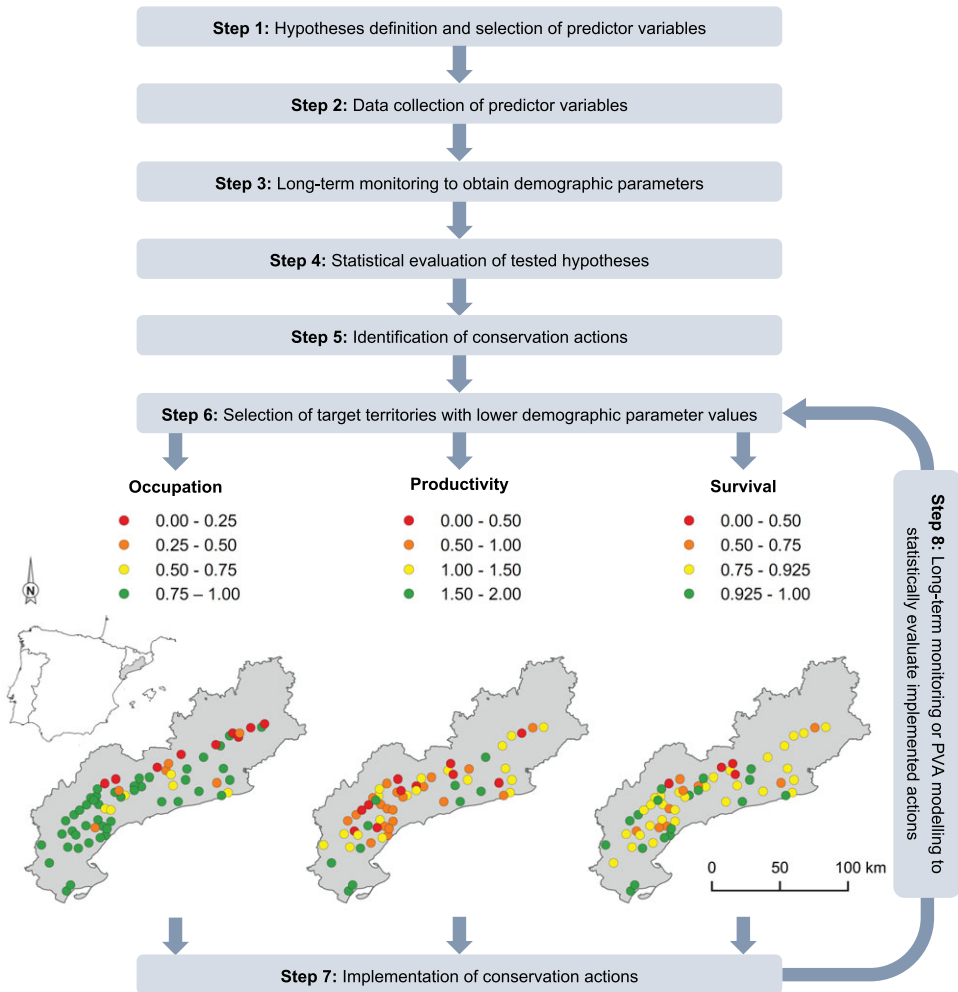 Step 1: Hypotheses definition and selection of predictor variables
Step 2: Data collection of predictor variables
Step 3: Long-term monitoring to obtain demographic parameters
Step 4: Statistical evaluation of tested hypotheses
Step 5: Identification of conservation actions
Step 6: Selection of target territories with lower demographic parameter values
Occupation
0.00 - 0.25
0.25 - 0.50
0.50 - 0.75
0.75 – 1.00
Productivity
0.00 - 0.50
0.50 - 1.00
1.00 - 1.50
1.50 - 2.00
Survival
0.00 - 0.50
0.50 - 0.75
0.75 - 0.925
0.925 - 1.00
N
0 50 100 km
Step 7: Implementation of conservation actions
Step 8: Long-term monitoring or PVA modelling to
statistically evaluate implemented actions